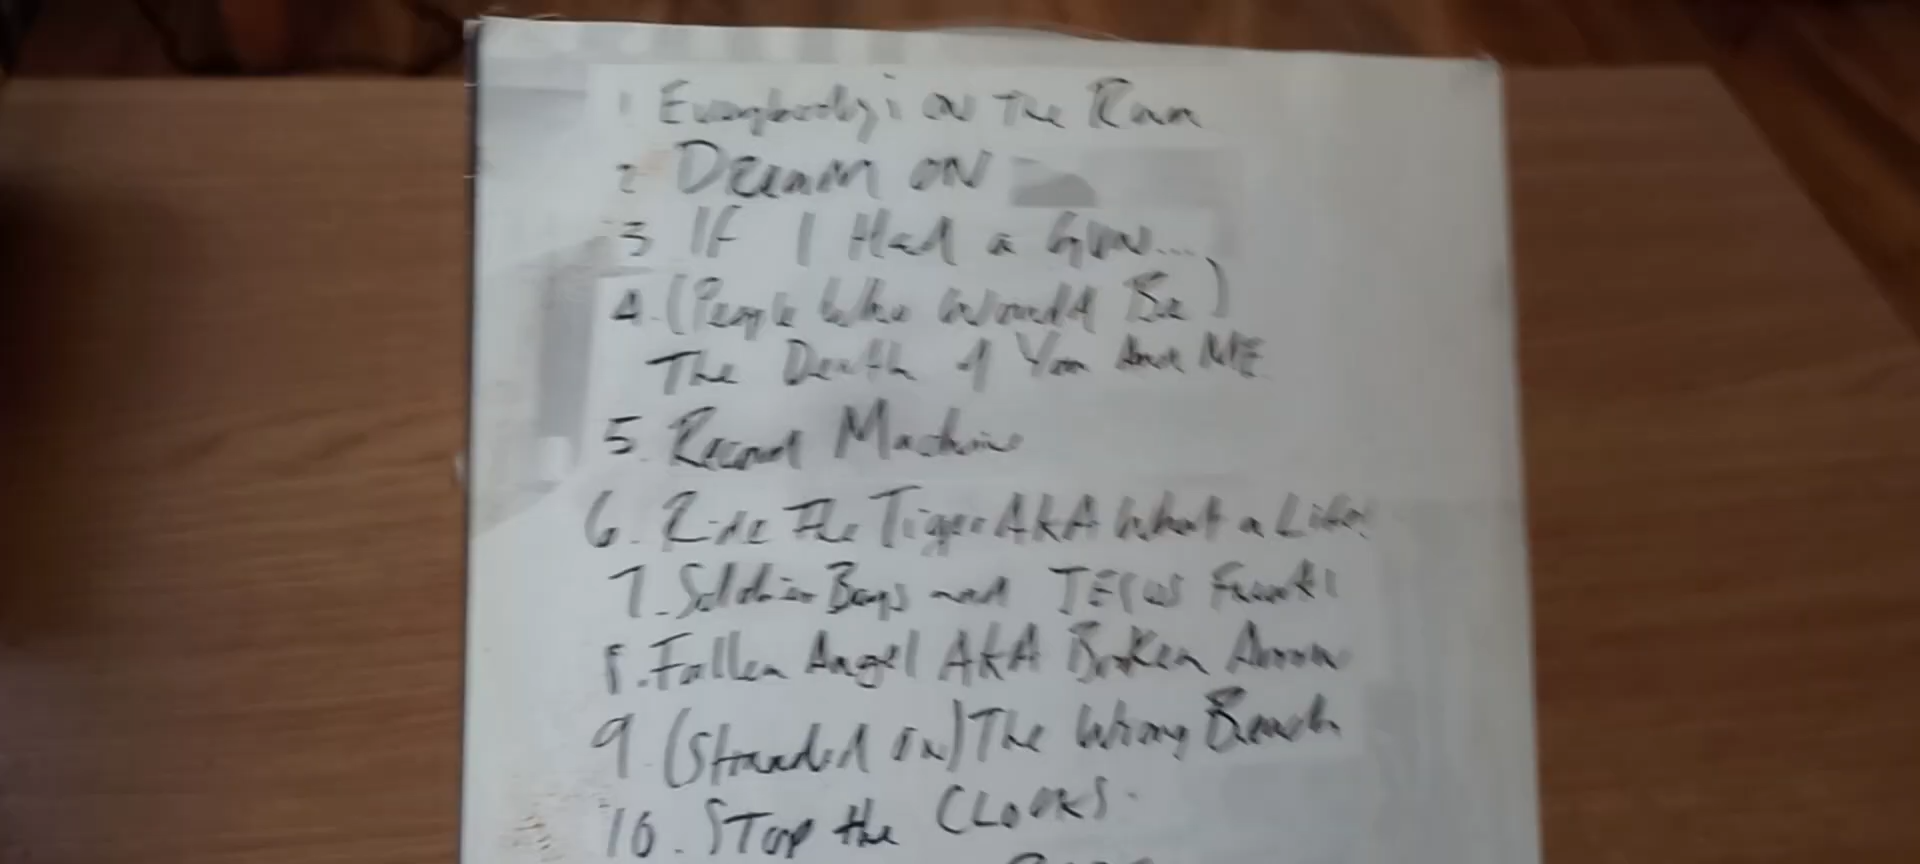 1 Everybody's on The Run
2 DREAM ON
3 IF I Had a GUN...
4. (People Who Would Be)
The Death of You And ME
5. Record Machine
6. Ride The Tiger AKA What a Life!
7. Soldier Boys and JESUS Freaks
8. Fallen Angel AKA Broken Arrow
9. (Stranded On) The Wrong Beach
10. STOP the CLOCKS.